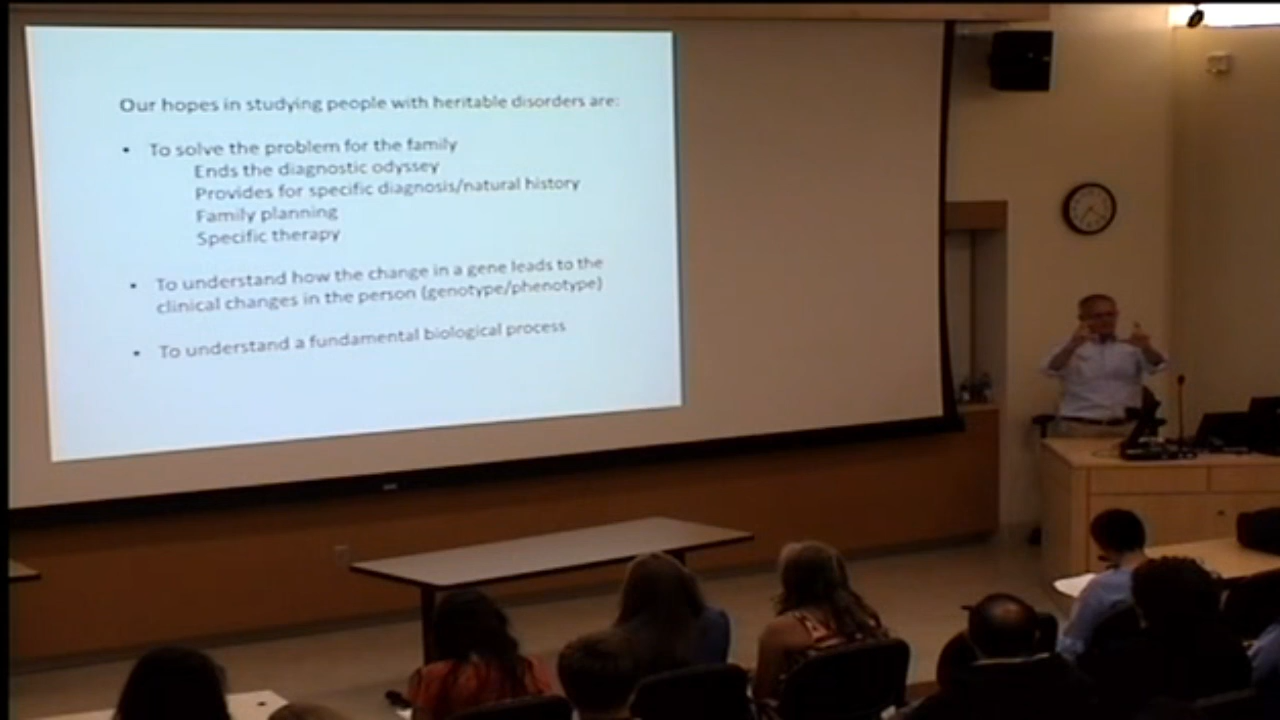 Our hopes in studying people with heritable disorders are:
• To solve the problem for the family
Ends the diagnostic odyssey
Provides for specific diagnosis/natural history
Family planning
Specific therapy
• To understand how the change in a gene leads to the
clinical changes in the person (genotype/phenotype)
• To understand a fundamental biological process